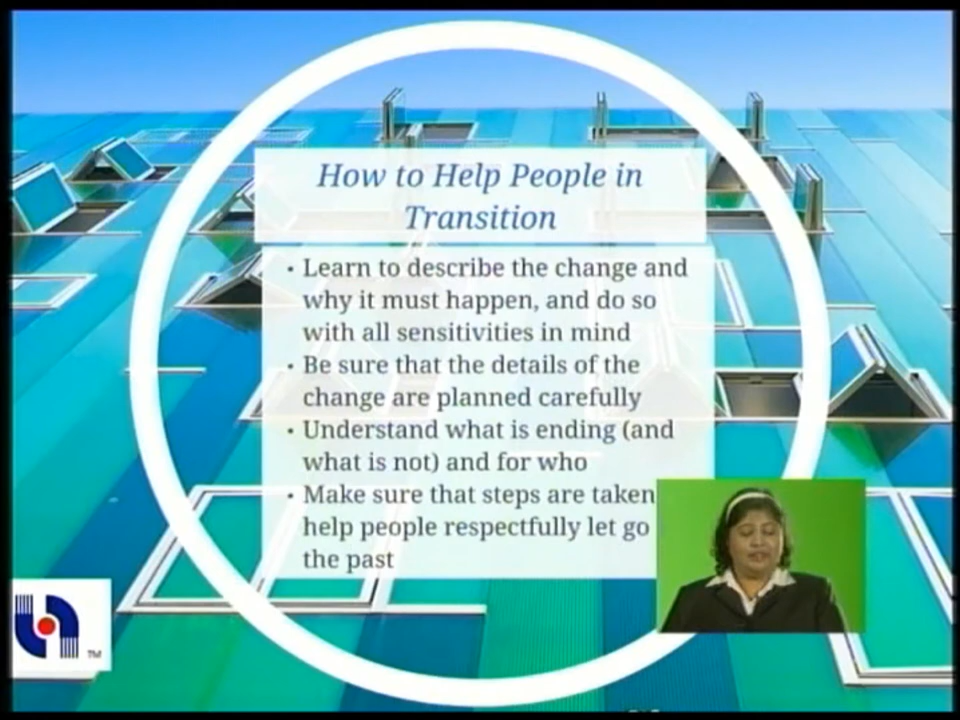 How to Help People in
Transition
• Learn to describe the change and
why it must happen, and do so
with all sensitivities in mind
• Be sure that the details of the
change are planned carefully
• Understand what is ending (and
what is not) and for who
• Make sure that steps are taken
help people respectfully let go
the past
TM